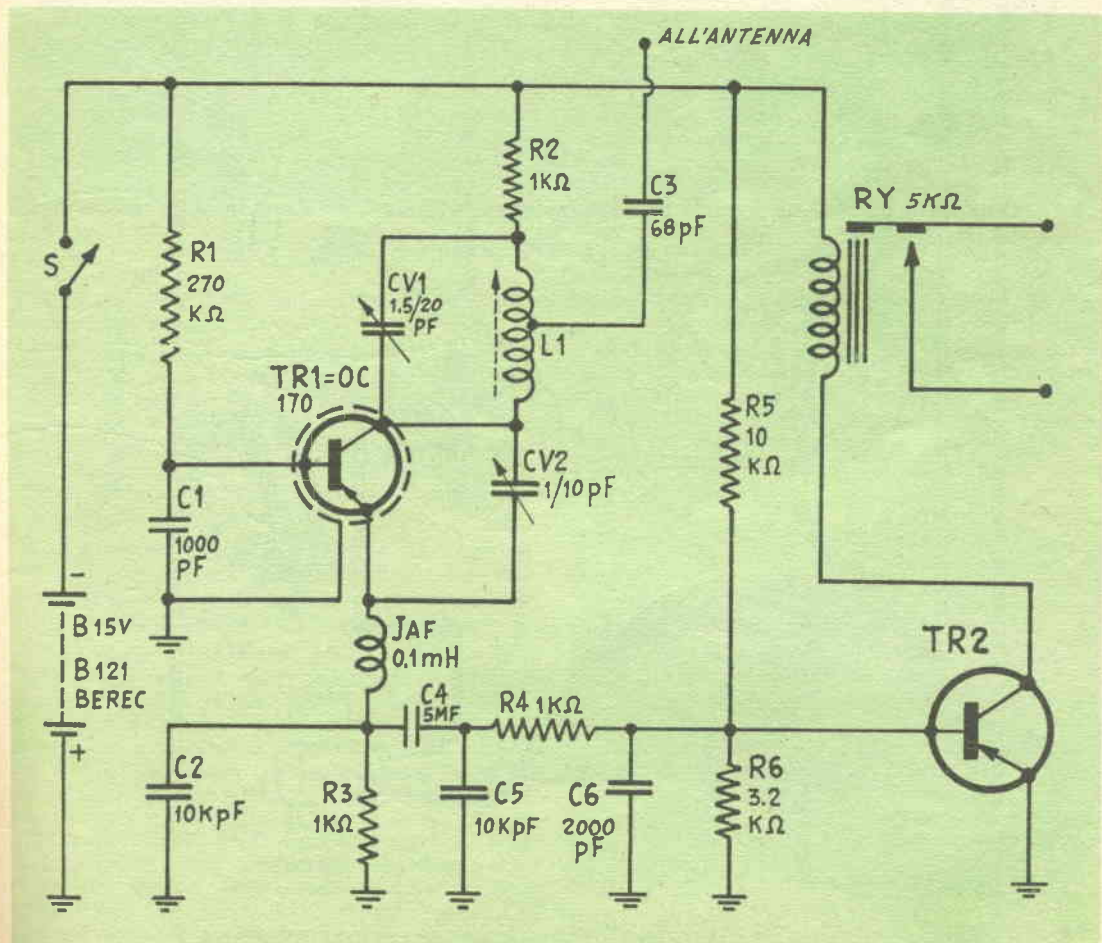 ALL'ANTENNA
R2
1KΩ
C3
68pF
RY 5KΩ
S
R1
270
KΩ
CV1
1.5/20
PF
L1
TR1=OC
170
R5
10
KΩ
CV2
1/10pF
C1
1000
PF
-
B 15V
B 121
BEREC
+
JAF
0.1mH
TR2
C4
5MF
R4 1KΩ
C2
10KpF
R3
1KΩ
C5
10KpF
C6
2000
pF
R6
3.2
KΩ